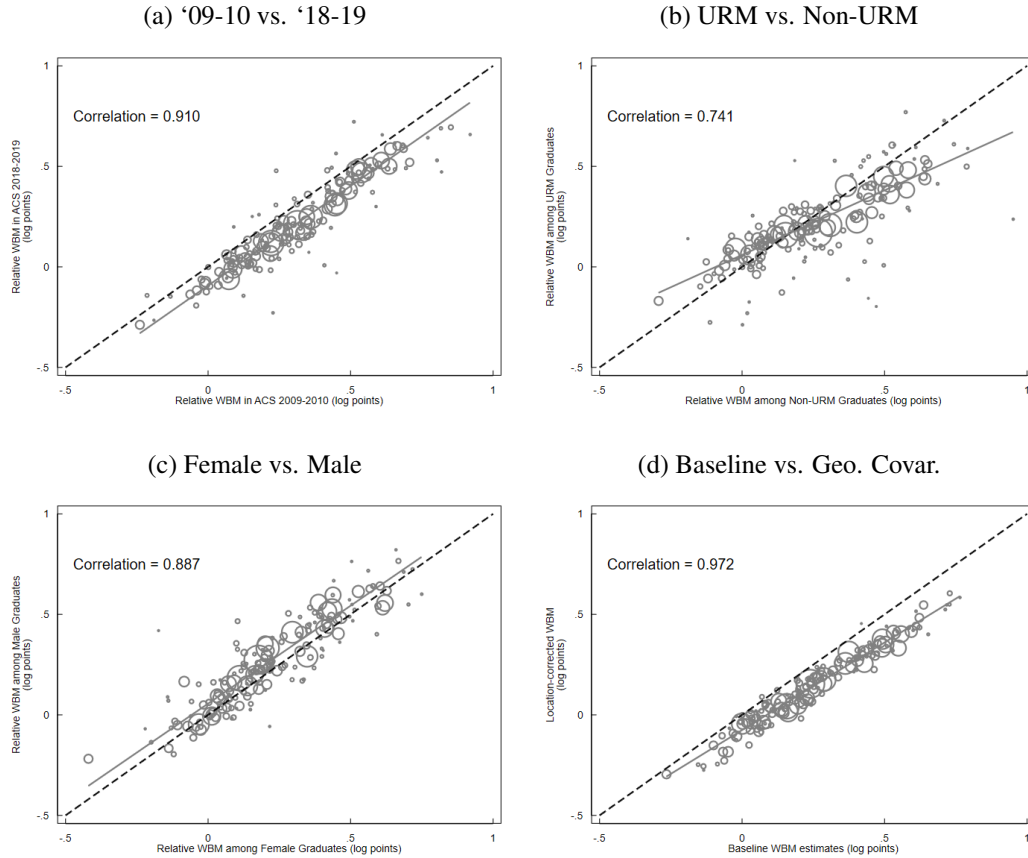 (a) ‘09-10 vs. ‘18-19
Correlation = 0.910
Relative WBM in ACS 2018-2019
(log points)
1
.5
0
-.5
-.5
0
.5
1
Relative WBM in ACS 2009-2010 (log points)
(b) URM vs. Non-URM
Correlation = 0.741
Relative WBM among URM Graduates
(log points)
1
.5
0
-.5
-.5
0
.5
1
Relative WBM among Non-URM Graduates (log points)
(c) Female vs. Male
Correlation = 0.887
Relative WBM among Male Graduates
(log points)
1
.5
0
-.5
-.5
0
.5
1
Relative WBM among Female Graduates (log points)
(d) Baseline vs. Geo. Covar.
Correlation = 0.972
Location-corrected WBM
(log points)
1
.5
0
-.5
-.5
0
.5
1
Baseline WBM estimates (log points)